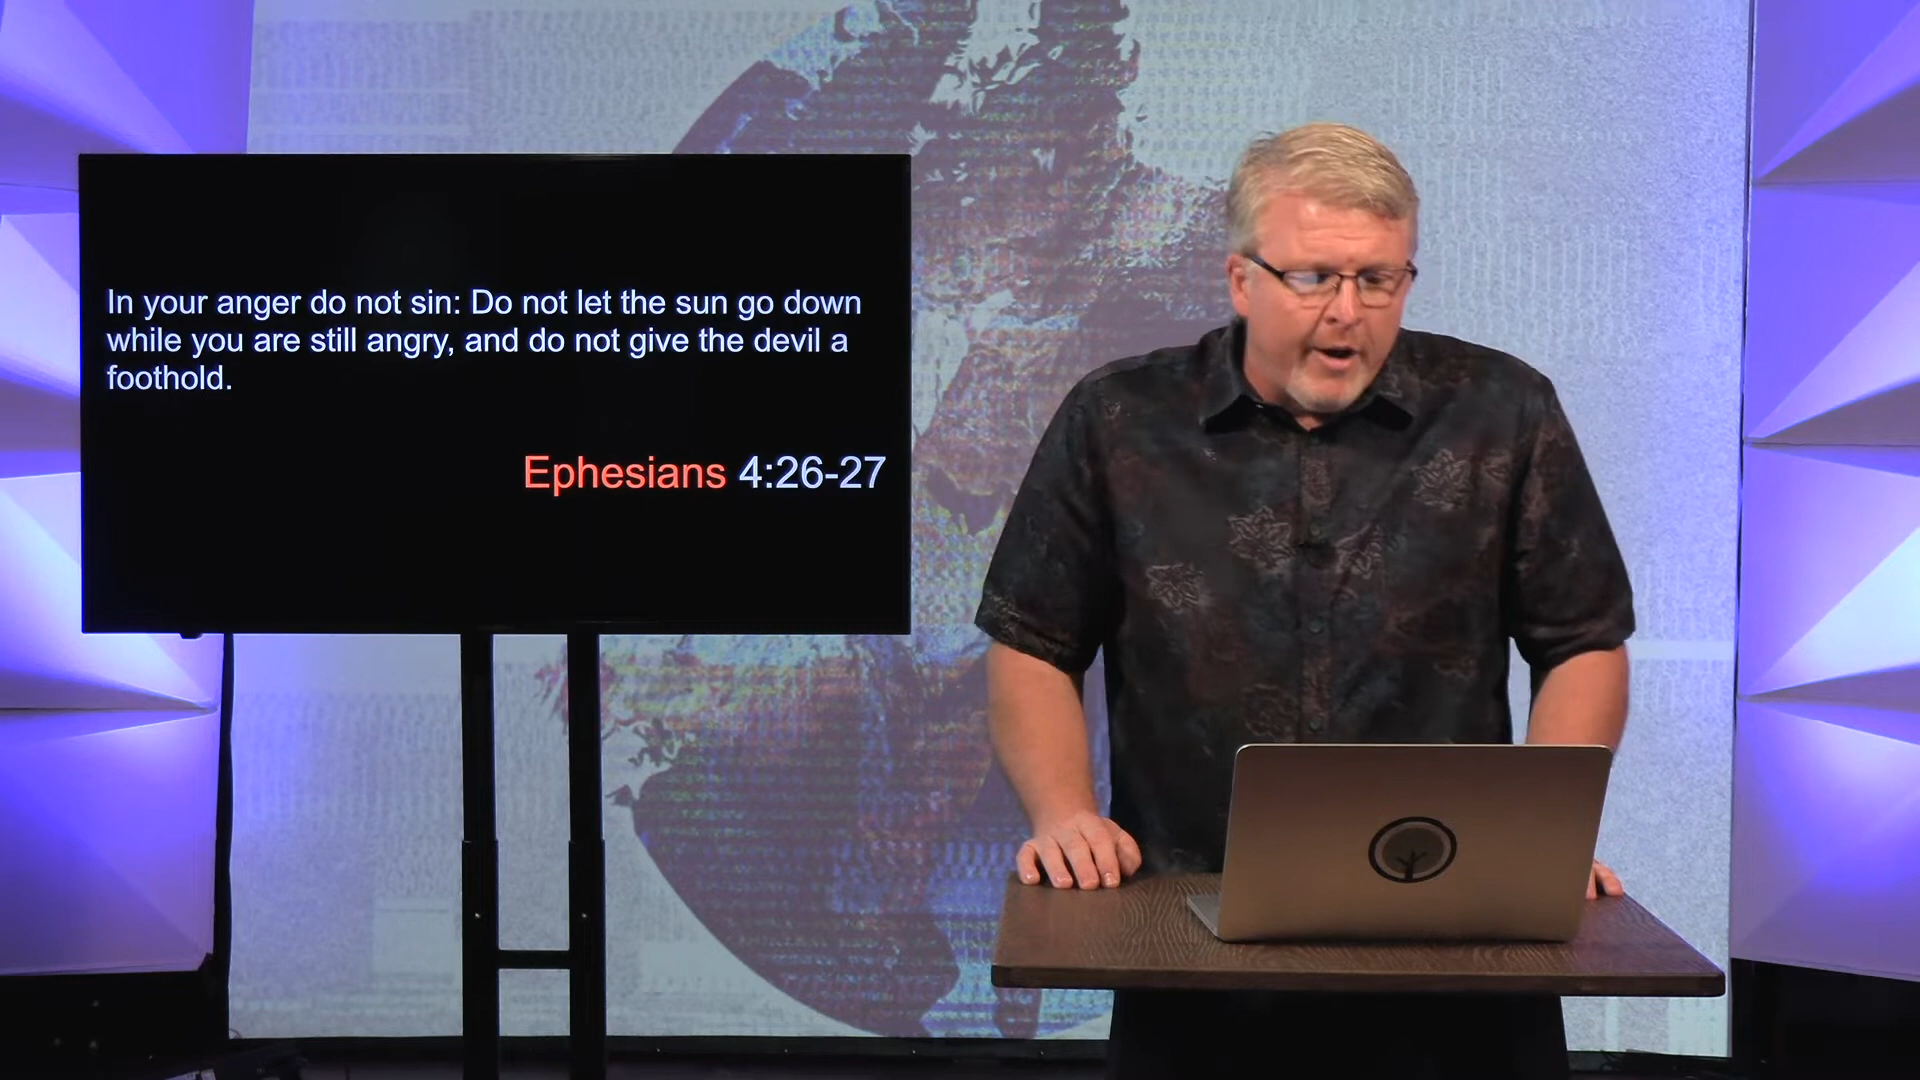 In your anger do not sin: Do not let the sun go down
while you are still angry, and do not give the devil a
foothold.
Ephesians 4:26-27